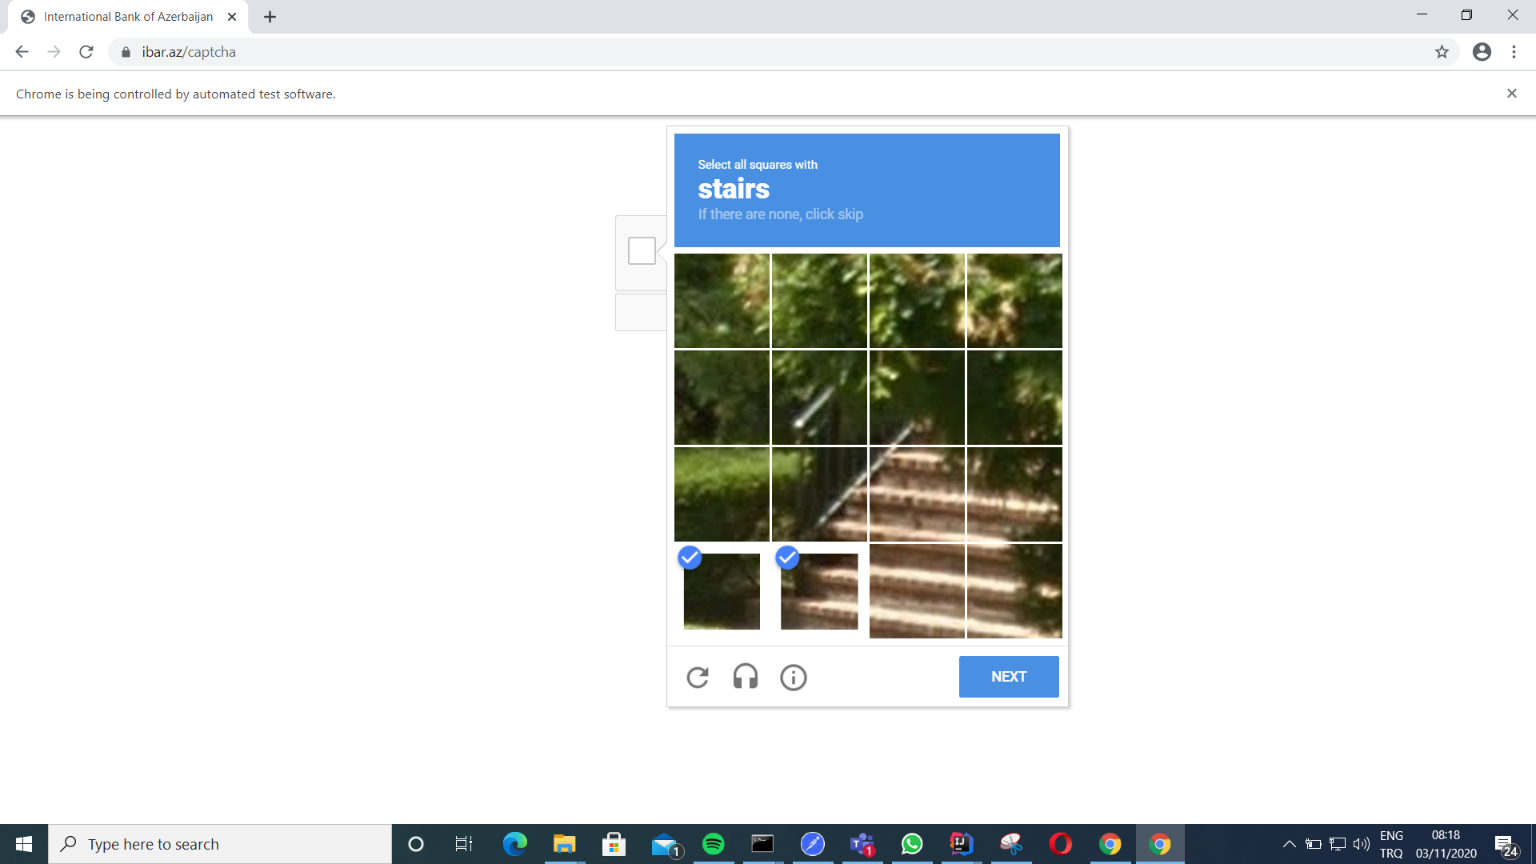 International Bank of Azerbaijan
ibar.az/captcha
Chrome is being controlled by automated test software.
Select all squares with
stairs
If there are none, click skip
NEXT
Type here to search
1
1
ENG
TRQ
08:18
03/11/2020
24